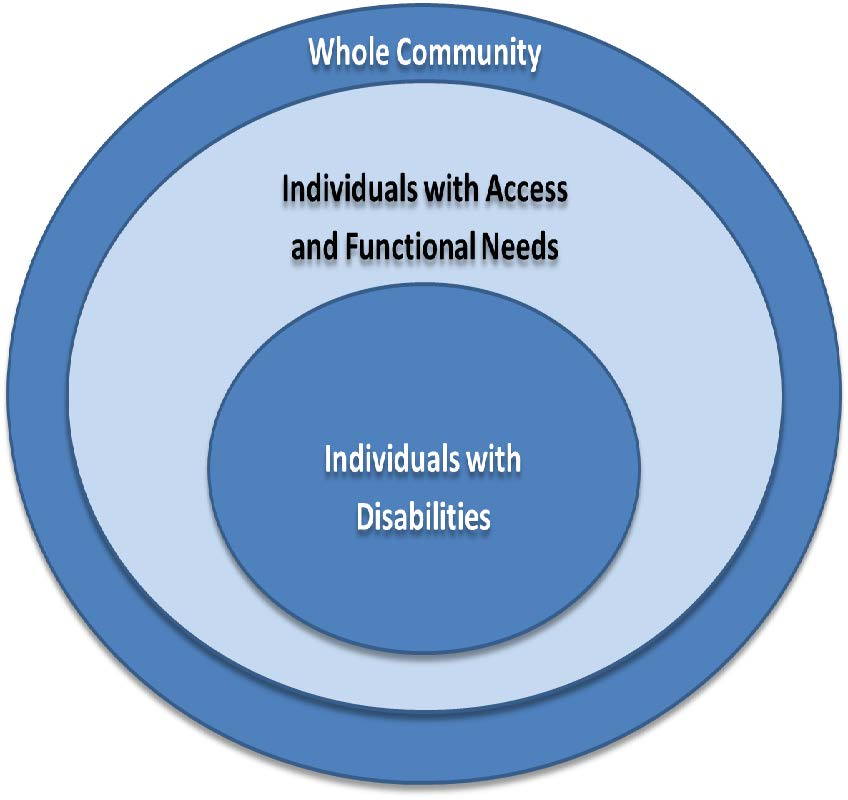 Whole Community
Individuals with Access
and Functional Needs
Individuals with
Disabilities